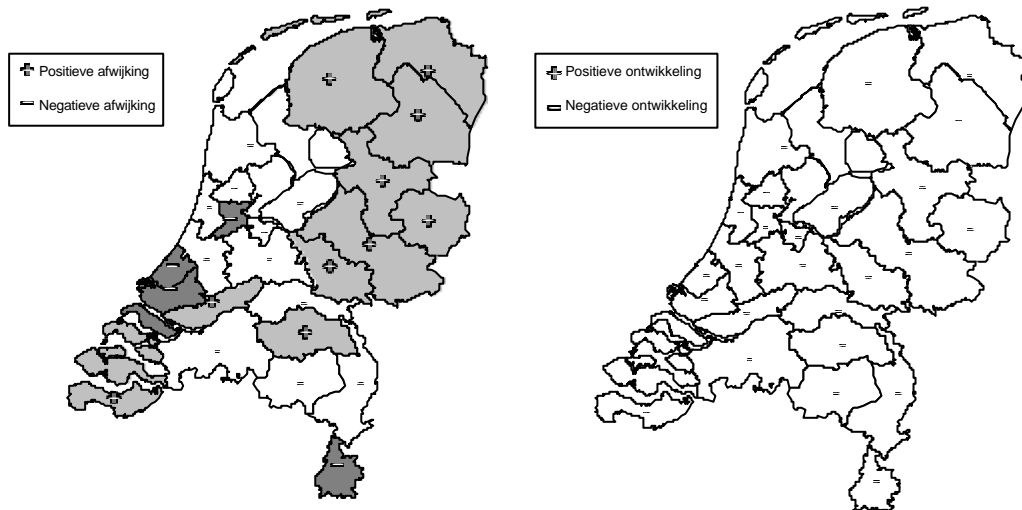 Positieve afwijking
Negatieve afwijking
Positieve ontwikkeling
Negatieve ontwikkeling